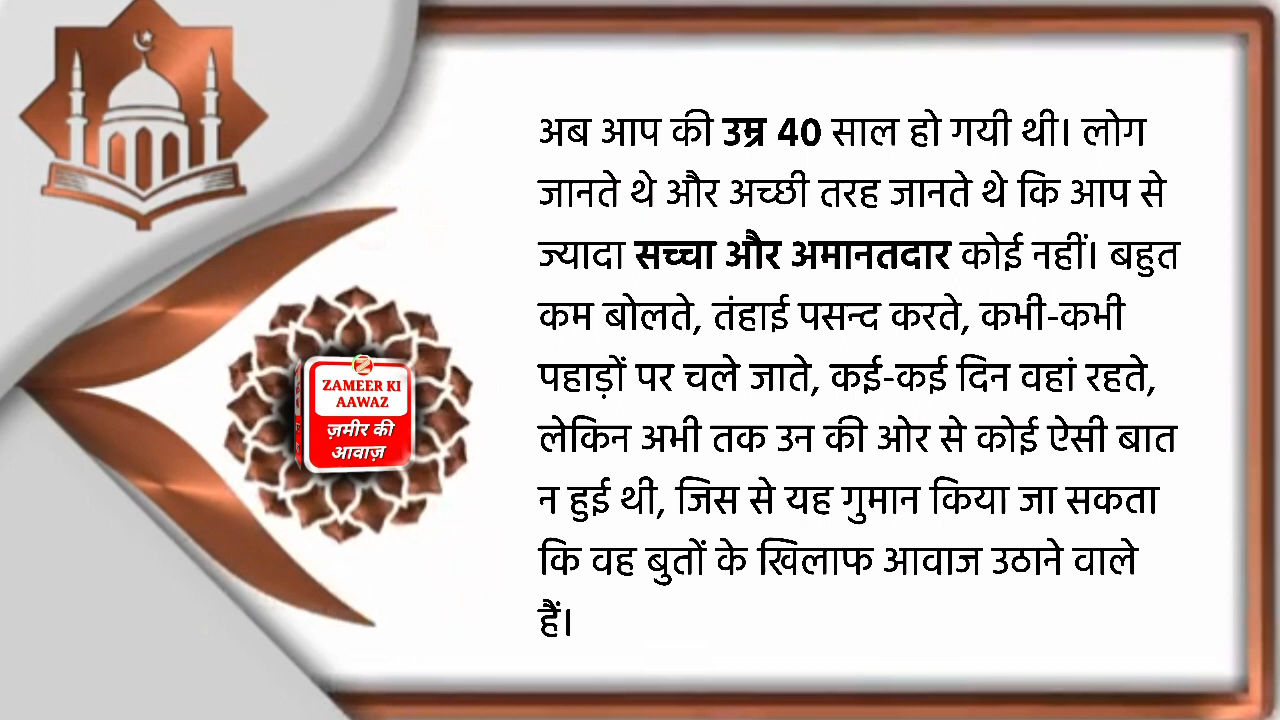 अब आप की उम्र 40 साल हो गयी थी। लोग
जानते थे और अच्छी तरह जानते थे कि आप से
ज्यादा सच्चा और अमानतदार कोई नहीं। बहुत
कम बोलते, तंहाई पसन्द करते, कभी-कभी
पहाड़ों पर चले जाते, कई-कई दिन वहां रहते,
लेकिन अभी तक उन की ओर से कोई ऐसी बात
न हुई थी, जिस से यह गुमान किया जा सकता
कि वह बुतों के खिलाफ आवाज उठाने वाले
हैं।
ZAMEER KI
AAWAZ
ज़मीर की
आवाज़